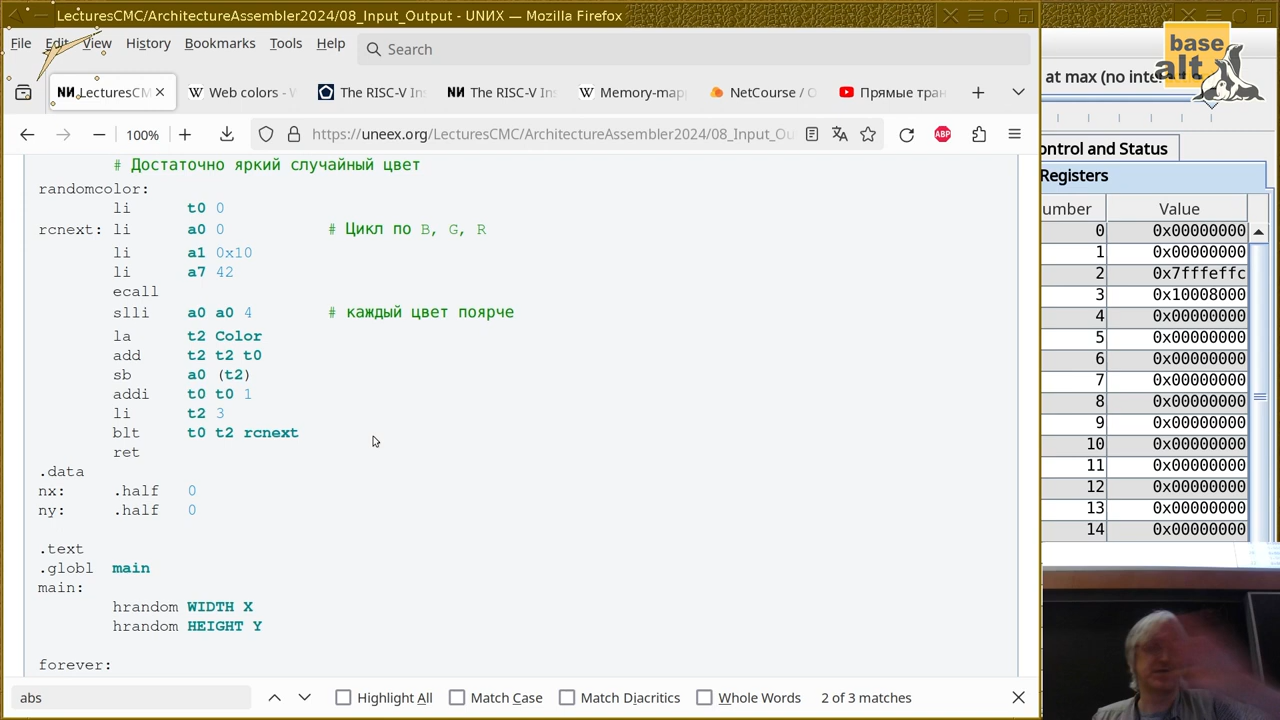 LecturesCMC/ArchitectureAssembler2024/08_Input_Output - UNИX — Mozilla Firefox
File Edit View History Bookmarks Tools Help
Search
base
alt
at max (no
LecturesCM
Web colors - W
The RISC-V Ins
The RISC-V Ins
Memory-map
NetCourse / O
Прямые тран
100%
https://uneex.org/LecturesCMC/ArchitectureAssembler2024/08_Input_Ou
ABP
# Достаточно яркий случайный цвет
randomcolor:
li t0 0
rcnext: li a0 0 # Цикл по B, G, R
li a1 0x10
li a7 42
ecall
slli a0 a0 4 # каждый цвет поярче
la t2 Color
add t2 t2 t0
sb a0 (t2)
addi t0 t0 1
li t2 3
blt t0 t2 rcnext
ret
.data
nx: .half 0
ny: .half 0
.text
.globl main
main:
hrandom WIDTH X
hrandom HEIGHT Y
forever:
abs
Highlight All
Match Case
Match Diacritics
Whole Words
2 of 3 matches
ontrol and Status
Registers
umber Value
0 0x00000000
1 0x00000000
2 0x7fffeffc
3 0x10008000
4 0x00000000
5 0x00000000
6 0x00000000
7 0x00000000
8 0x00000000
9 0x00000000
10 0x00000000
11 0x00000000
12 0x00000000
13 0x00000000
14 0x00000000